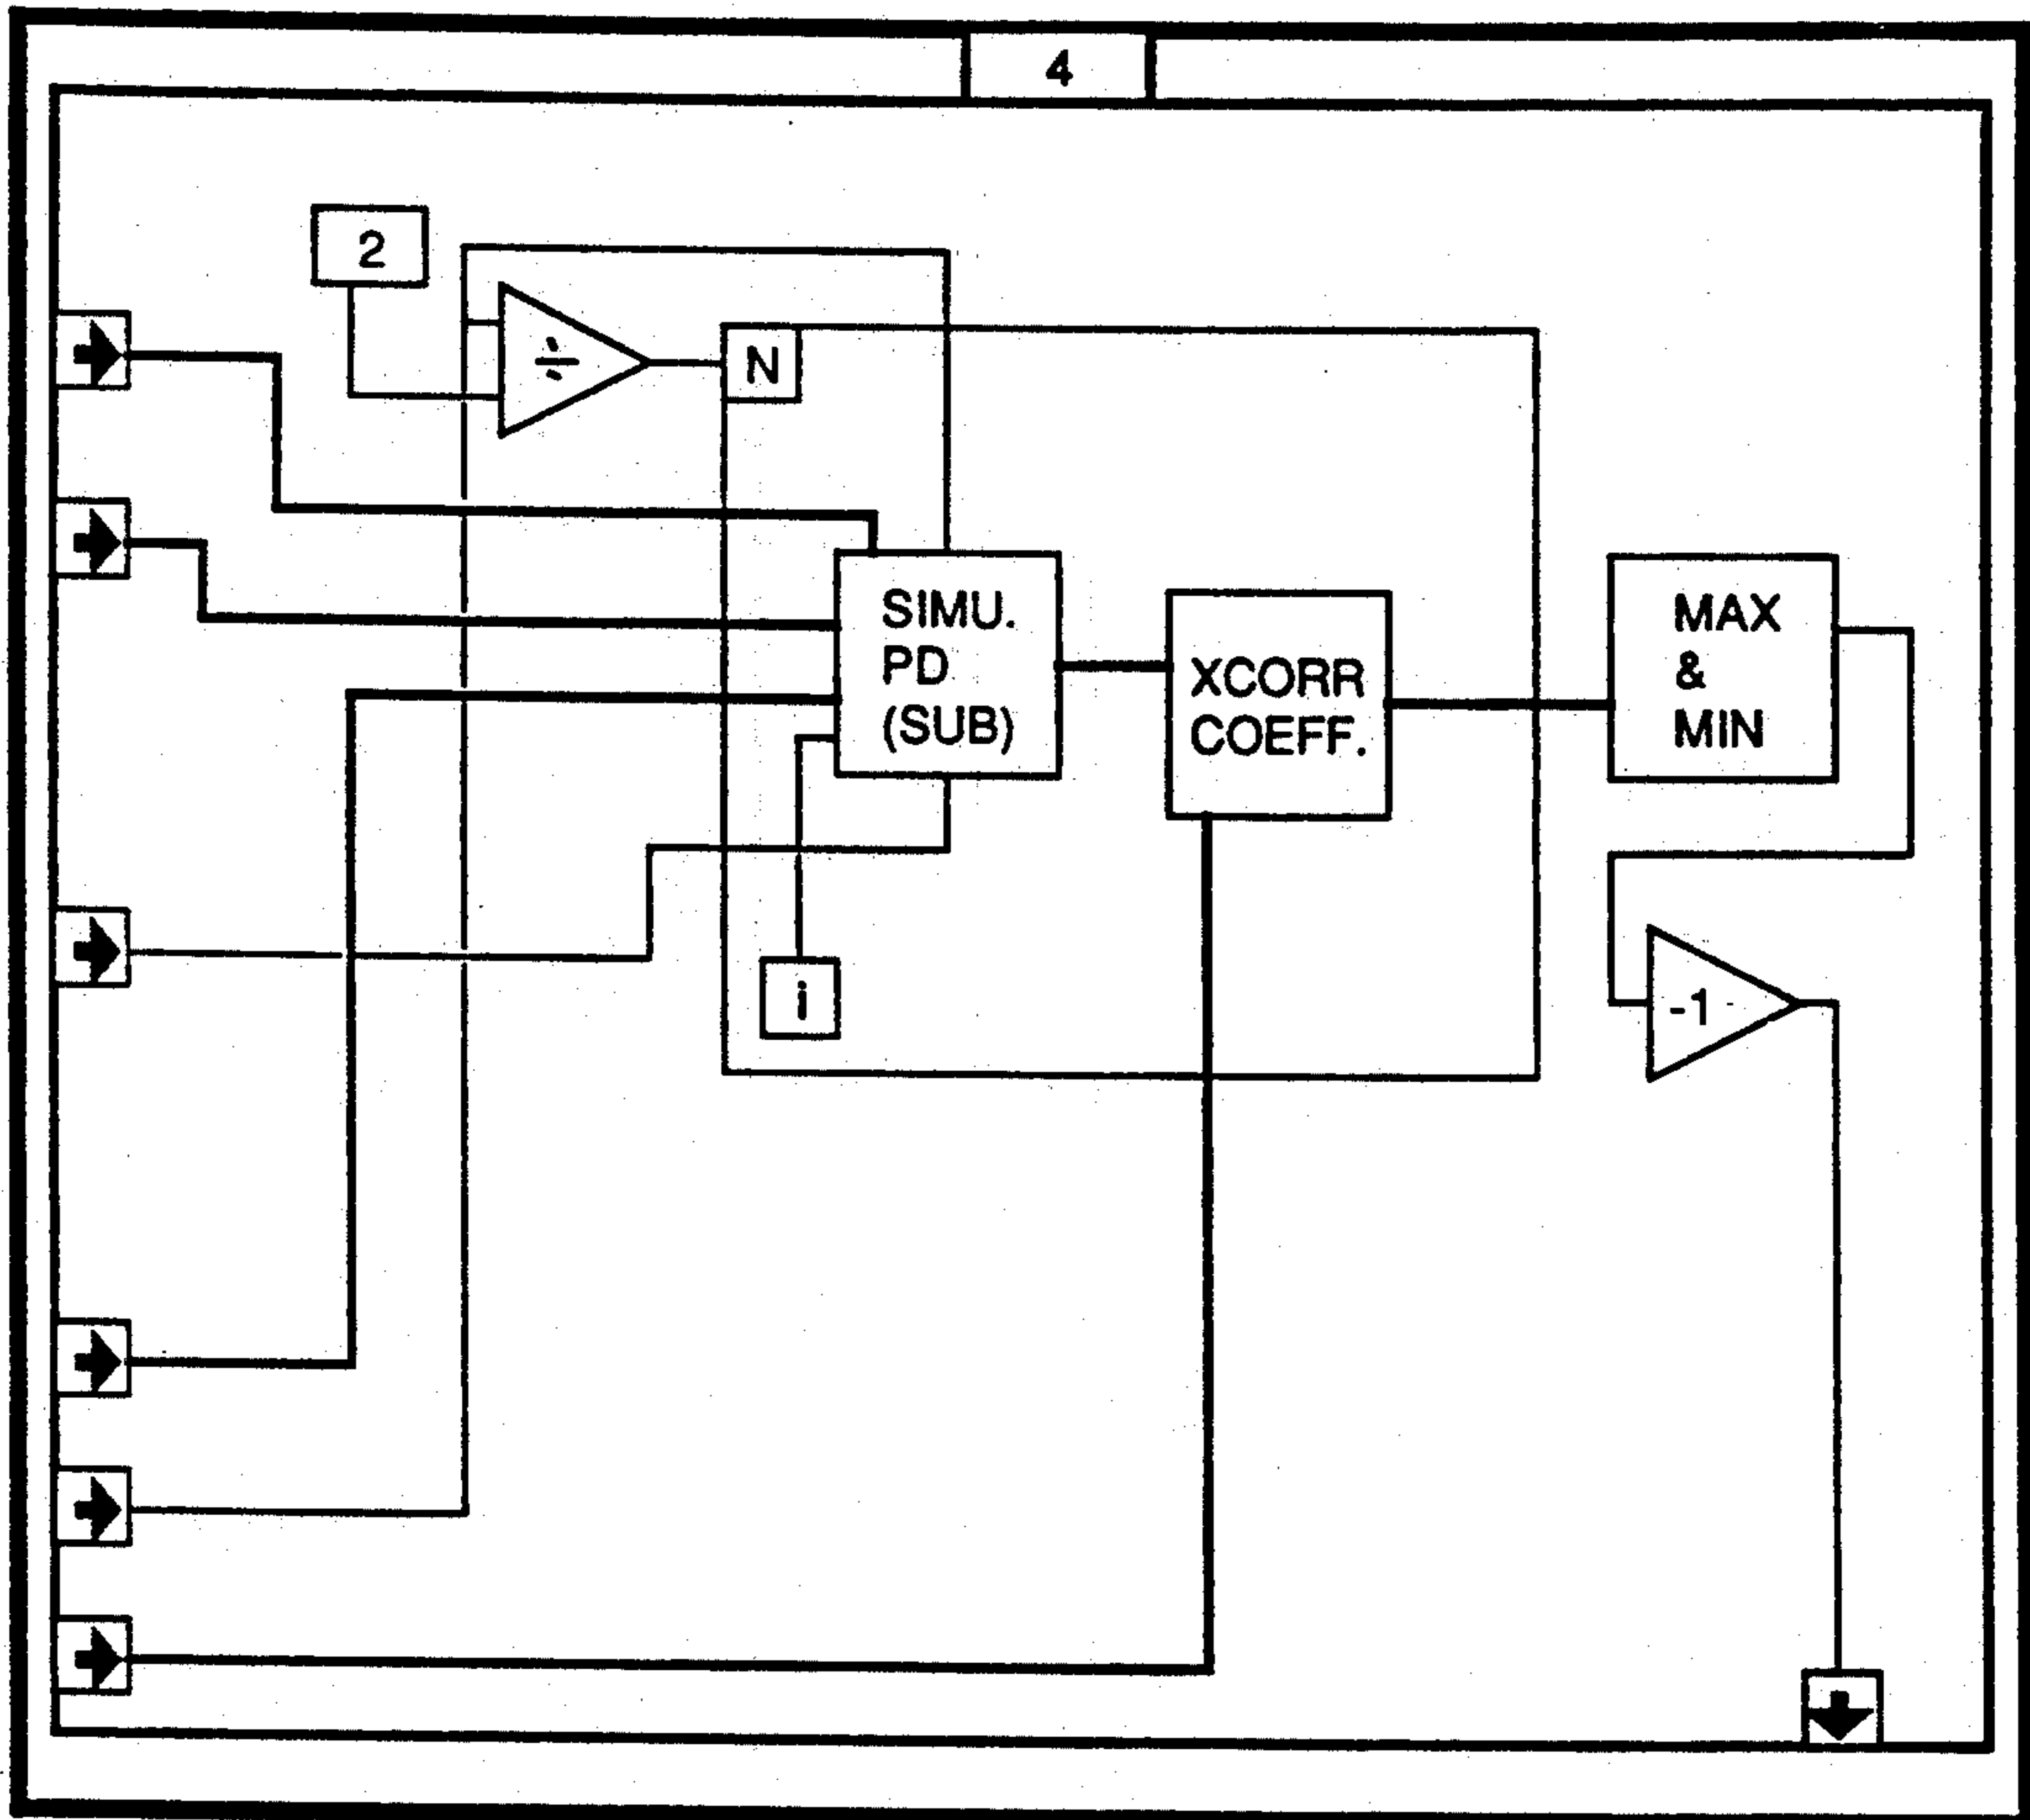 4
2
÷
N
SIMU.
PD
(SUB)
XCORR
COEFF.
MAX
&
MIN
i
-1